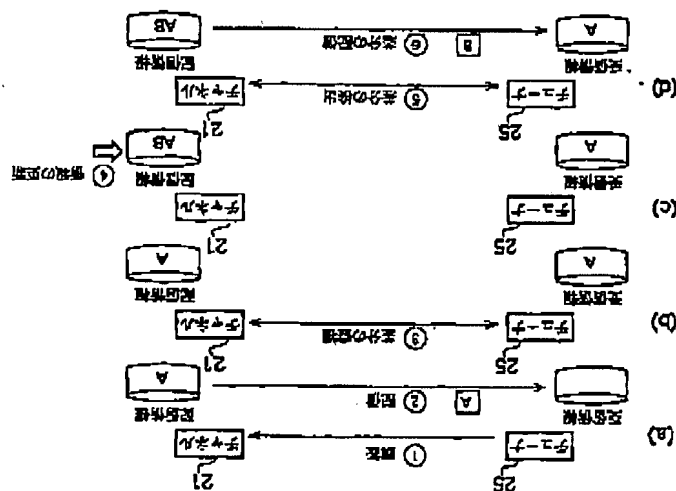 25 21
(a) チューナ ① チャネル
受信情報 A ② 配信 配信情報
A
25 21
(b) チューナ ③ 差分の チャネル
受信情報 配信情報
A A
25 21
(c) チューナ チャネル
受信情報 配信情報 ④ 情報の更新
A AB
25 21
(d) チューナ ⑤ 差分の検出 チャネル
受信情報 B ⑥ 差分の配信 配信情報
A AB